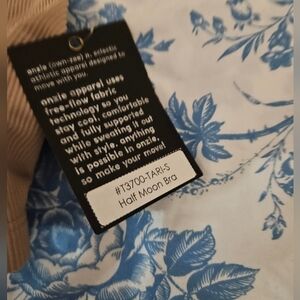 onzie (own-zee) n. eclectic
athletic apparel designed to
move with you.
onzie apparel uses
free-flow fabric
technology so you
stay cool, comfortable
and fully supported
while sweating it out
with style. anything
is possible in onzie,
so make your move!
#T3700-TARI-S
Half Moon Bra